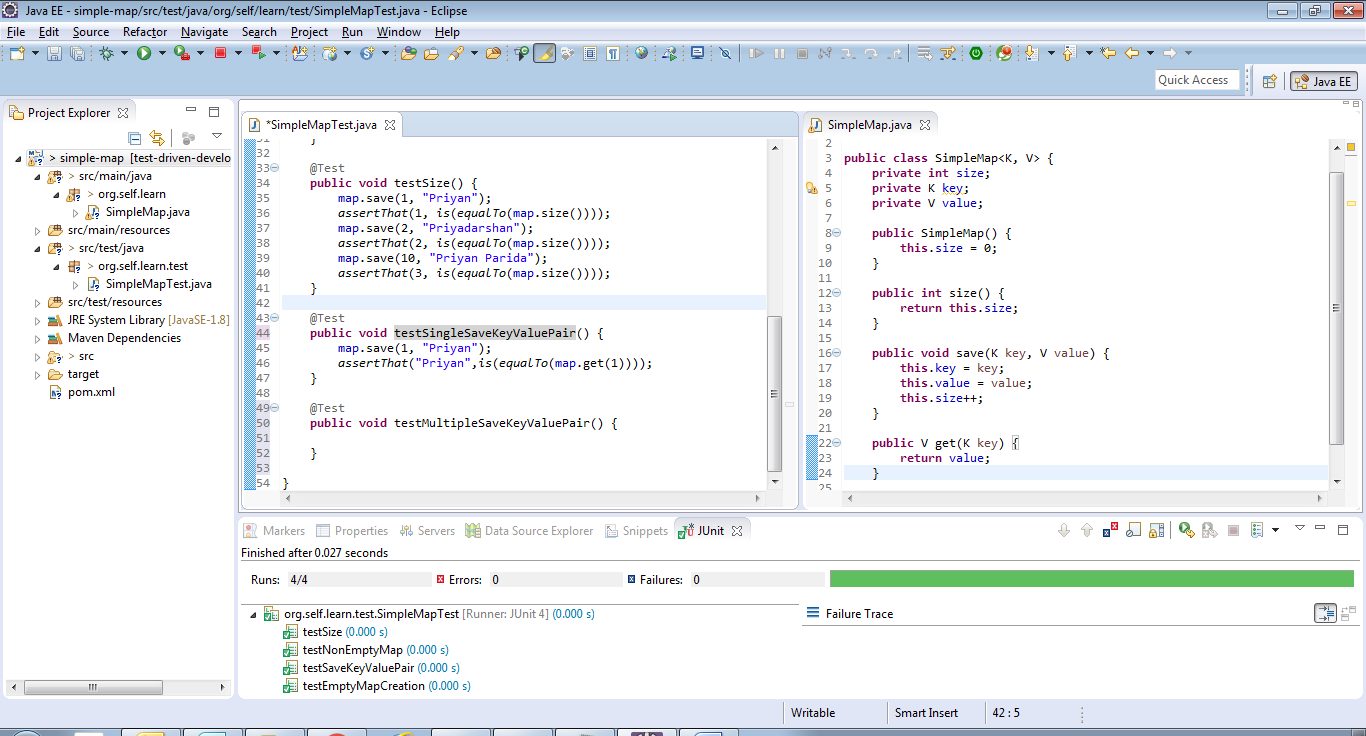 Java EE - simple-map/src/test/java/org/self/learn/test/SimpleMapTest.java - Eclipse
File Edit Source Refactor Navigate Search Project Run Window Help
Quick Access
Java EE
Project Explorer
> simple-map [test-driven-develo
> src/main/java
> org.self.learn
SimpleMap.java
src/main/resources
> src/test/java
> org.self.learn.test
SimpleMapTest.java
src/test/resources
JRE System Library [JavaSE-1.8]
Maven Dependencies
> src
target
pom.xml
*SimpleMapTest.java
31 }
32
33 @Test
34 public void testSize() {
35 map.save(1, "Priyan");
36 assertThat(1, is(equalTo(map.size())));
37 map.save(2, "Priyadarshan");
38 assertThat(2, is(equalTo(map.size())));
39 map.save(10, "Priyan Parida");
40 assertThat(3, is(equalTo(map.size())));
41 }
42
43 @Test
44 public void testSingleSaveKeyValuePair() {
45 map.save(1, "Priyan");
46 assertThat("Priyan",is(equalTo(map.get(1))));
47 }
48
49 @Test
50 public void testMultipleSaveKeyValuePair() {
51
52 }
53
54 }
SimpleMap.java
2
3 public class SimpleMap<K, V> {
4 private int size;
5 private K key;
6 private V value;
7
8 public SimpleMap() {
9 this.size = 0;
10 }
11
12 public int size() {
13 return this.size;
14 }
15
16 public void save(K key, V value) {
17 this.key = key;
18 this.value = value;
19 this.size++;
20 }
21
22 public V get(K key) {
23 return value;
24 }
25
Markers Properties Servers Data Source Explorer Snippets JUnit
Finished after 0.027 seconds
Runs: 4/4 Errors: 0 Failures: 0
org.self.learn.test.SimpleMapTest [Runner: JUnit 4] (0.000 s)
testSize (0.000 s)
testNonEmptyMap (0.000 s)
testSaveKeyValuePair (0.000 s)
testEmptyMapCreation (0.000 s)
Failure Trace
Writable Smart Insert 42 : 5